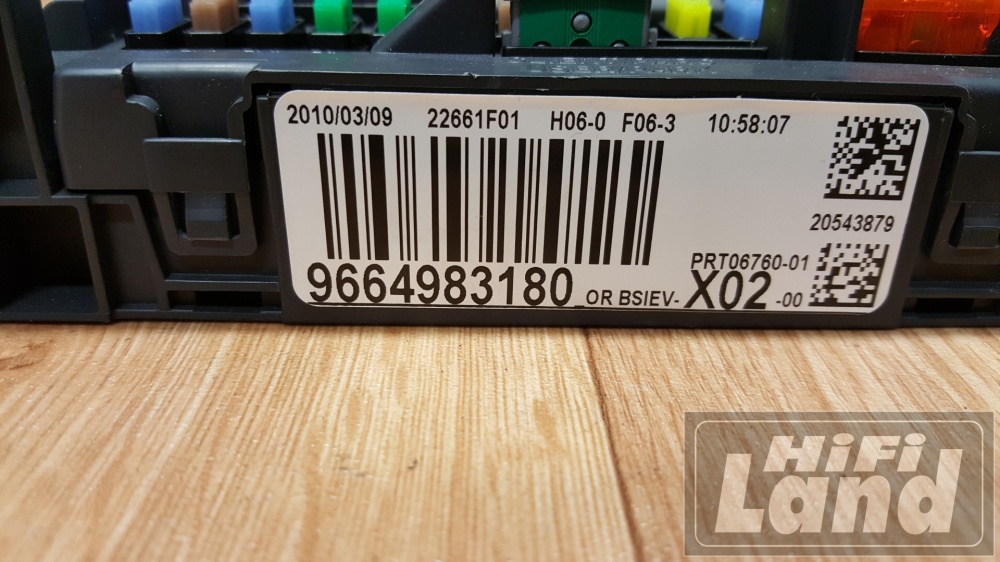 2010/03/09 22661F01 H06-0 F06-3 10:58:07
20543879
PRT06760-01
9664983180_OR BSIEV-X02-00
HiFi
Land